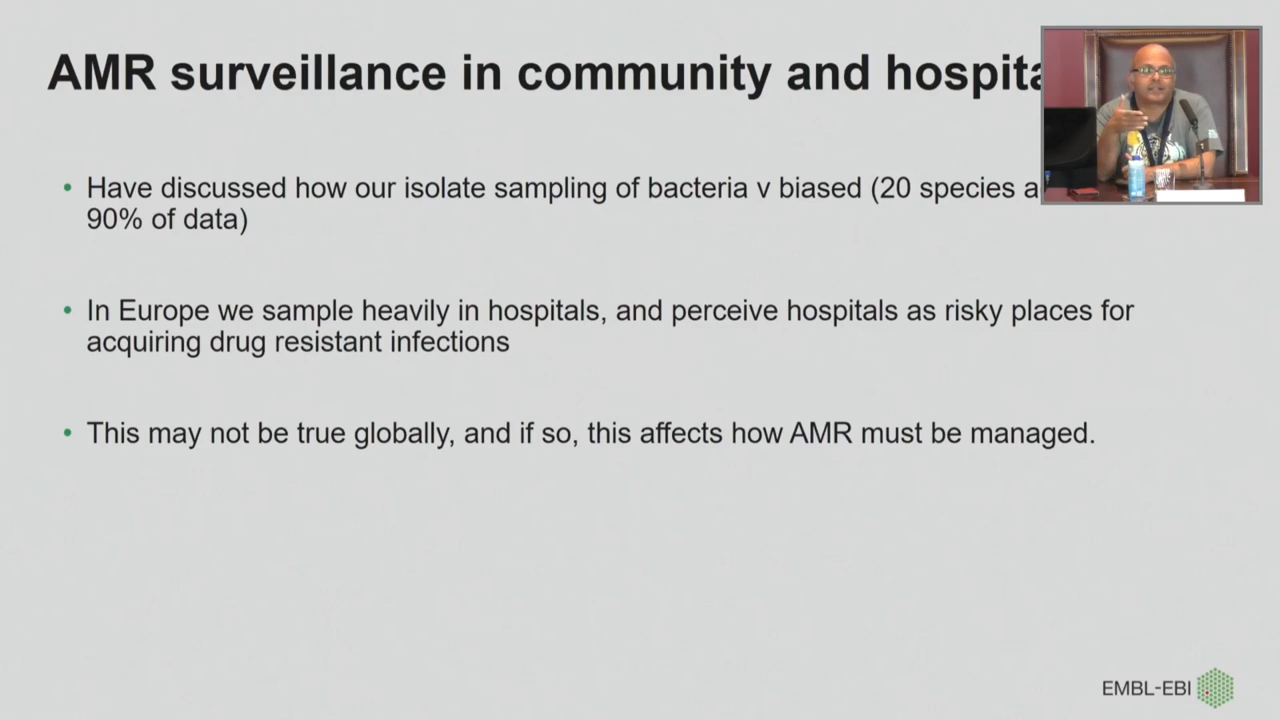 AMR surveillance in community and
• Have discussed how our isolate sampling of bacteria v biased (20 species
90% of data)
• In Europe we sample heavily in hospitals, and perceive hospitals as risky places for
acquiring drug resistant infections
• This may not be true globally, and if so, this affects how AMR must be managed.
EMBL-EBI